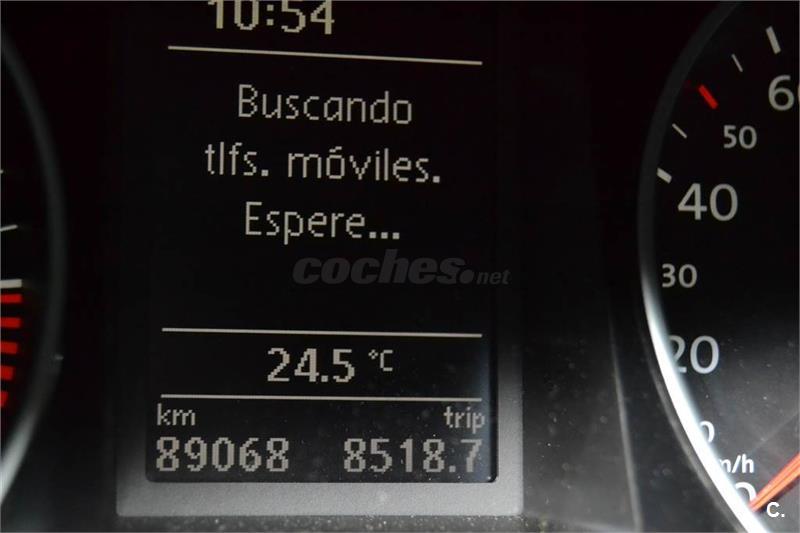 10:54
Buscando
tlfs. móviles.
Espere...
coches.net
24.5 °C
km trip
89068 8518.7
60
50
40
30
20
km/h
C.